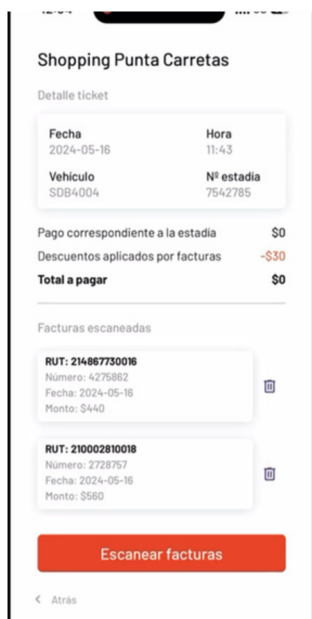 Shopping Punta Carretas
Detalle ticket
Fecha Hora
2024-05-16 11:43
Vehículo Nº estadía
SDB4004 7542785
Pago correspondiente a la estadía $0
Descuentos aplicados por facturas -$30
Total a pagar $0
Facturas escaneadas
RUT: 214867730016
Número: 4275862
Fecha: 2024-05-16
Monto: $440
RUT: 210002810018
Número: 2728757
Fecha: 2024-05-16
Monto: $560
Escanear facturas
< Atrás